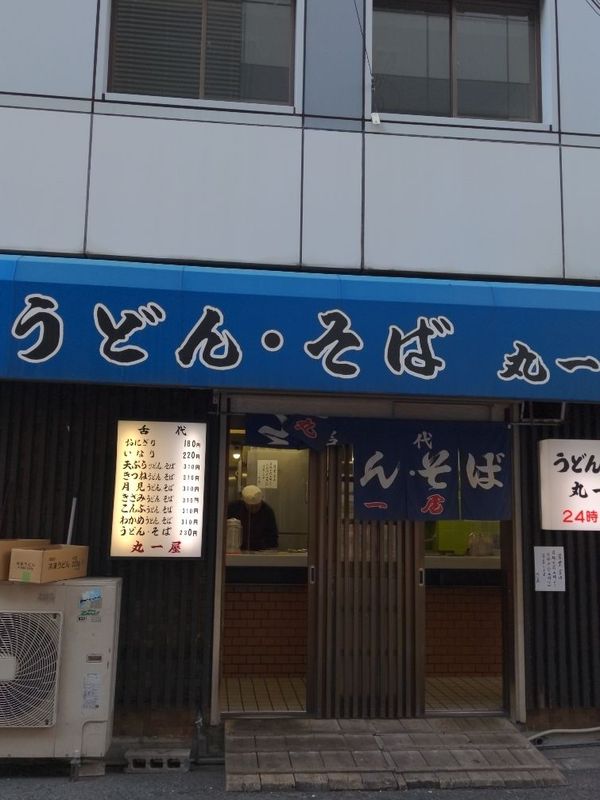 うどん・そば 丸一
古代
おにぎり 180円
いなり 220円
天ぷらうどん そば 310円
きつねうどん そば 310円
月見うどん そば 310円
きざみうどん そば 310円
こんぶうどん そば 310円
わかめうどん そば 310円
うどん・そば 230円
丸一屋
代
ん・そば
一屋
うどん
丸一
24時